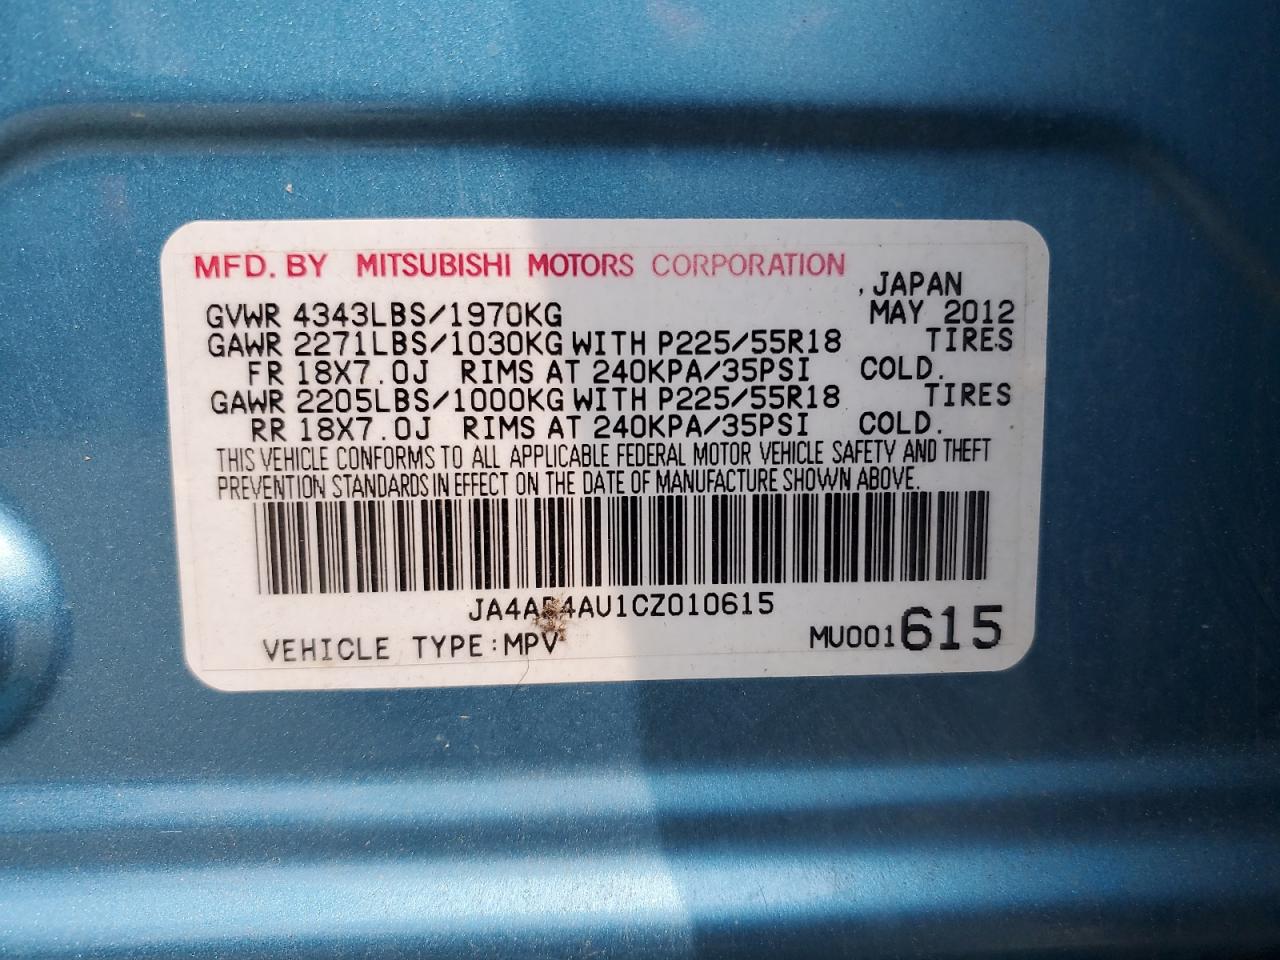 MFD. BY MITSUBISHI MOTORS CORPORATION
, JAPAN
GVWR 4343LBS/1970KG MAY 2012
GAWR 2271LBS/1030KG WITH P225/55R18 TIRES
FR 18X7.0J RIMS AT 240KPA/35PSI COLD.
GAWR 2205LBS/1000KG WITH P225/55R18 TIRES
RR 18X7.0J RIMS AT 240KPA/35PSI COLD.
THIS VEHICLE CONFORMS TO ALL APPLICABLE FEDERAL MOTOR VEHICLE SAFETY AND THEFT
PREVENTION STANDARDS IN EFFECT ON THE DATE OF MANUFACTURE SHOWN ABOVE.
JA4AP4AU1CZ010615
VEHICLE TYPE:MPV MU001615